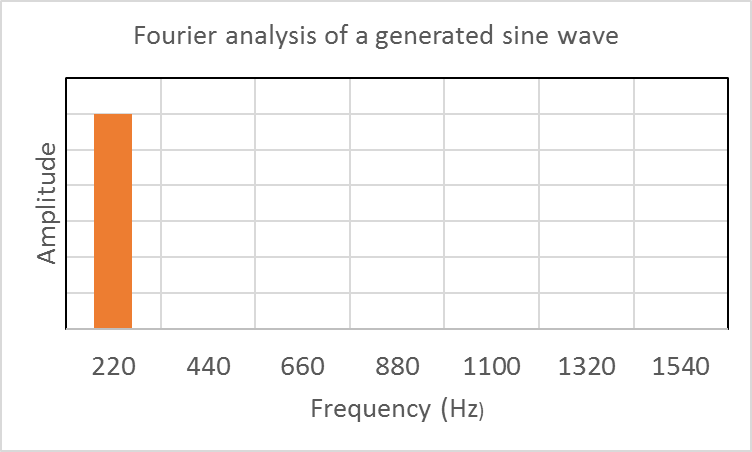 Fourier analysis of a generated sine wave
Amplitude
220 440 660 880 1100 1320 1540
Frequency (Hz)